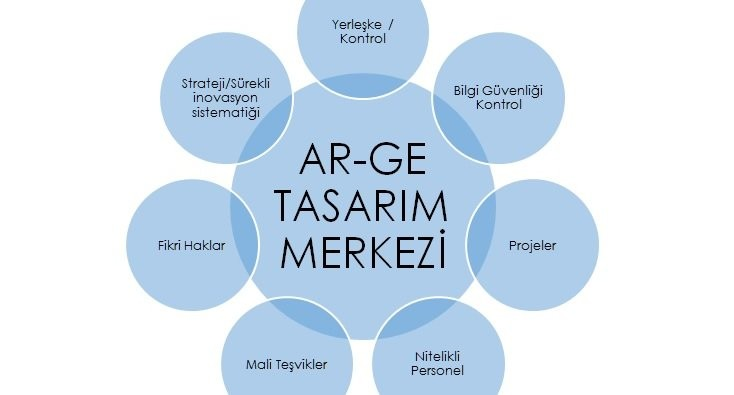 Yerleşke / 
Kontrol
Strateji/Sürekli
inovasyon
sistematiği
Bilgi Güvenliği
Kontrol
AR-GE
TASARIM
MERKEZİ
Fikri Haklar
Projeler
Mali Teşvikler
Nitelikli
Personel